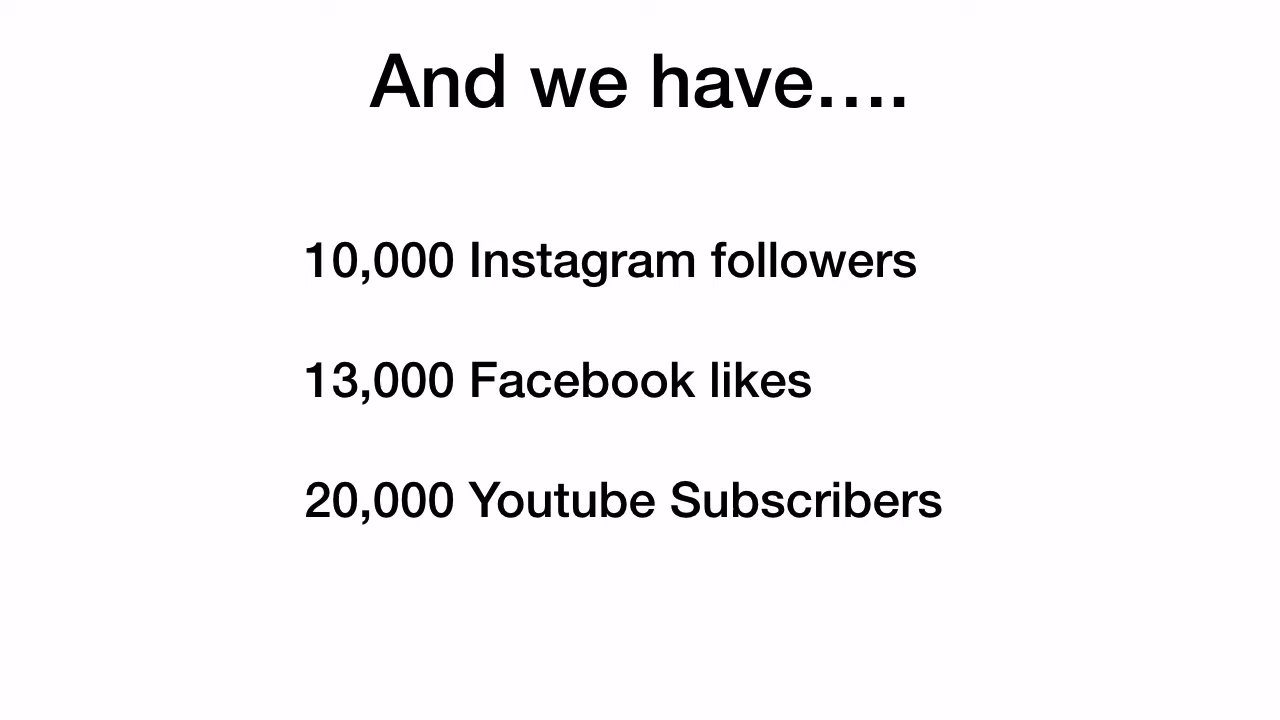 And we have....
10,000 Instagram followers
13,000 Facebook likes
20,000 Youtube Subscribers